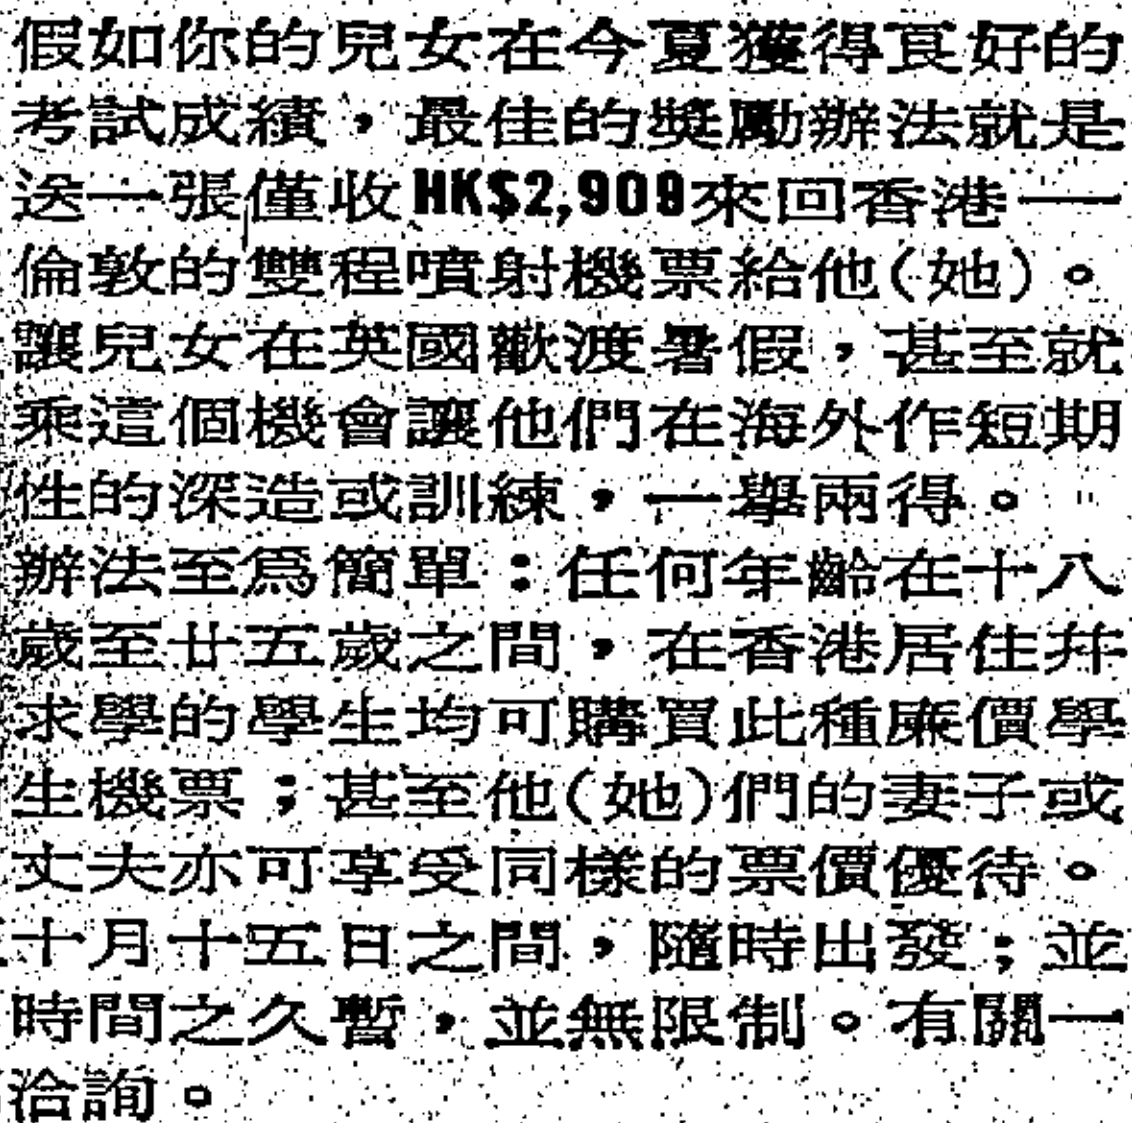 假如你的兒女在今夏獲得良好的
考試成績，最佳的獎勵辦法就是
送一張僅收HK$2,909來回香港一
倫敦的雙程噴射機票給他(她)。
讓兒女在英國歡渡暑假，甚至就
乘這個機會讓他們在海外作短期
性的深造或訓練，一舉兩得。
辦法至爲簡單：任何年齡在十八
歲至廿五歲之間，在香港居住幷
求學的學生均可購買此種廉價學
生機票；甚至他(她)們的妻子或
丈夫亦可享受同樣的票價優待。
十月十五日之間，隨時出發；並
時間之久暫，並無限制。有關一
洽詢。